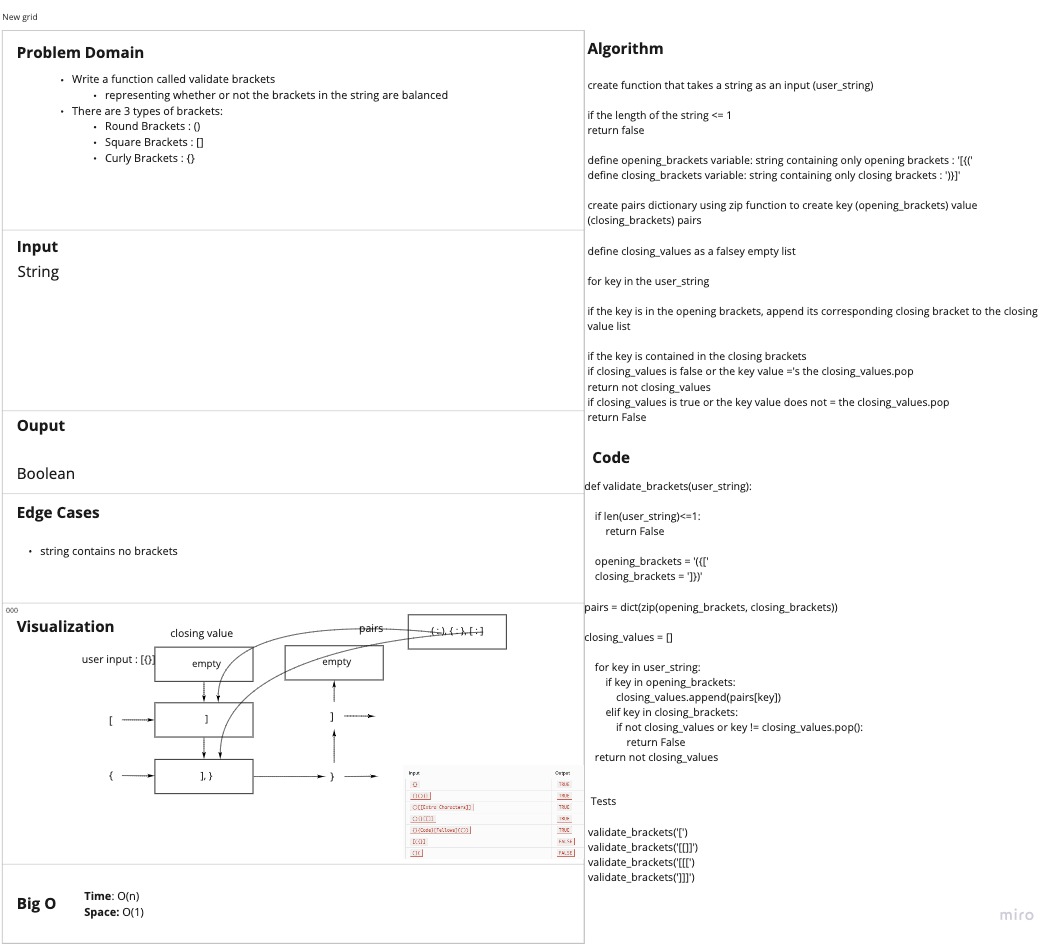 New grid
Problem Domain
• Write a function called validate brackets
• representing whether or not the brackets in the string are balanced
• There are 3 types of brackets:
• Round Brackets : ()
• Square Brackets : []
• Curly Brackets : {}
Input
String
Ouput
Boolean
Edge Cases
• string contains no brackets
000
Visualization
closing value
pairs
user input : [{}]
empty
empty
[
]
]
{
], }
}
Input
Output
TRUE
TRUE
TRUE
TRUE
TRUE
FALSE
FALSE
Big O
Time: O(n)
Space: O(1)
Algorithm
create function that takes a string as an input (user_string)
if the length of the string <= 1
return false
define opening_brackets variable: string containing only opening brackets : '[{('
define closing_brackets variable: string containing only closing brackets : ')}]'
create pairs dictionary using zip function to create key (opening_brackets) value
(closing_brackets) pairs
define closing_values as a falsey empty list
for key in the user_string
if the key is in the opening brackets, append its corresponding closing bracket to the closing
value list
if the key is contained in the closing brackets
if closing_values is false or the key value ='s the closing_values.pop
return not closing_values
if closing_values is true or the key value does not = the closing_values.pop
return False
Code
def validate_brackets(user_string):
if len(user_string)<=1:
return False
opening_brackets = '({['
closing_brackets = ']})'
pairs = dict(zip(opening_brackets, closing_brackets))
closing_values = []
for key in user_string:
if key in opening_brackets:
closing_values.append(pairs[key])
elif key in closing_brackets:
if not closing_values or key != closing_values.pop():
return False
return not closing_values
Tests
validate_brackets('[')
validate_brackets('[[]]')
validate_brackets('[[[')
validate_brackets(']]]')
miro